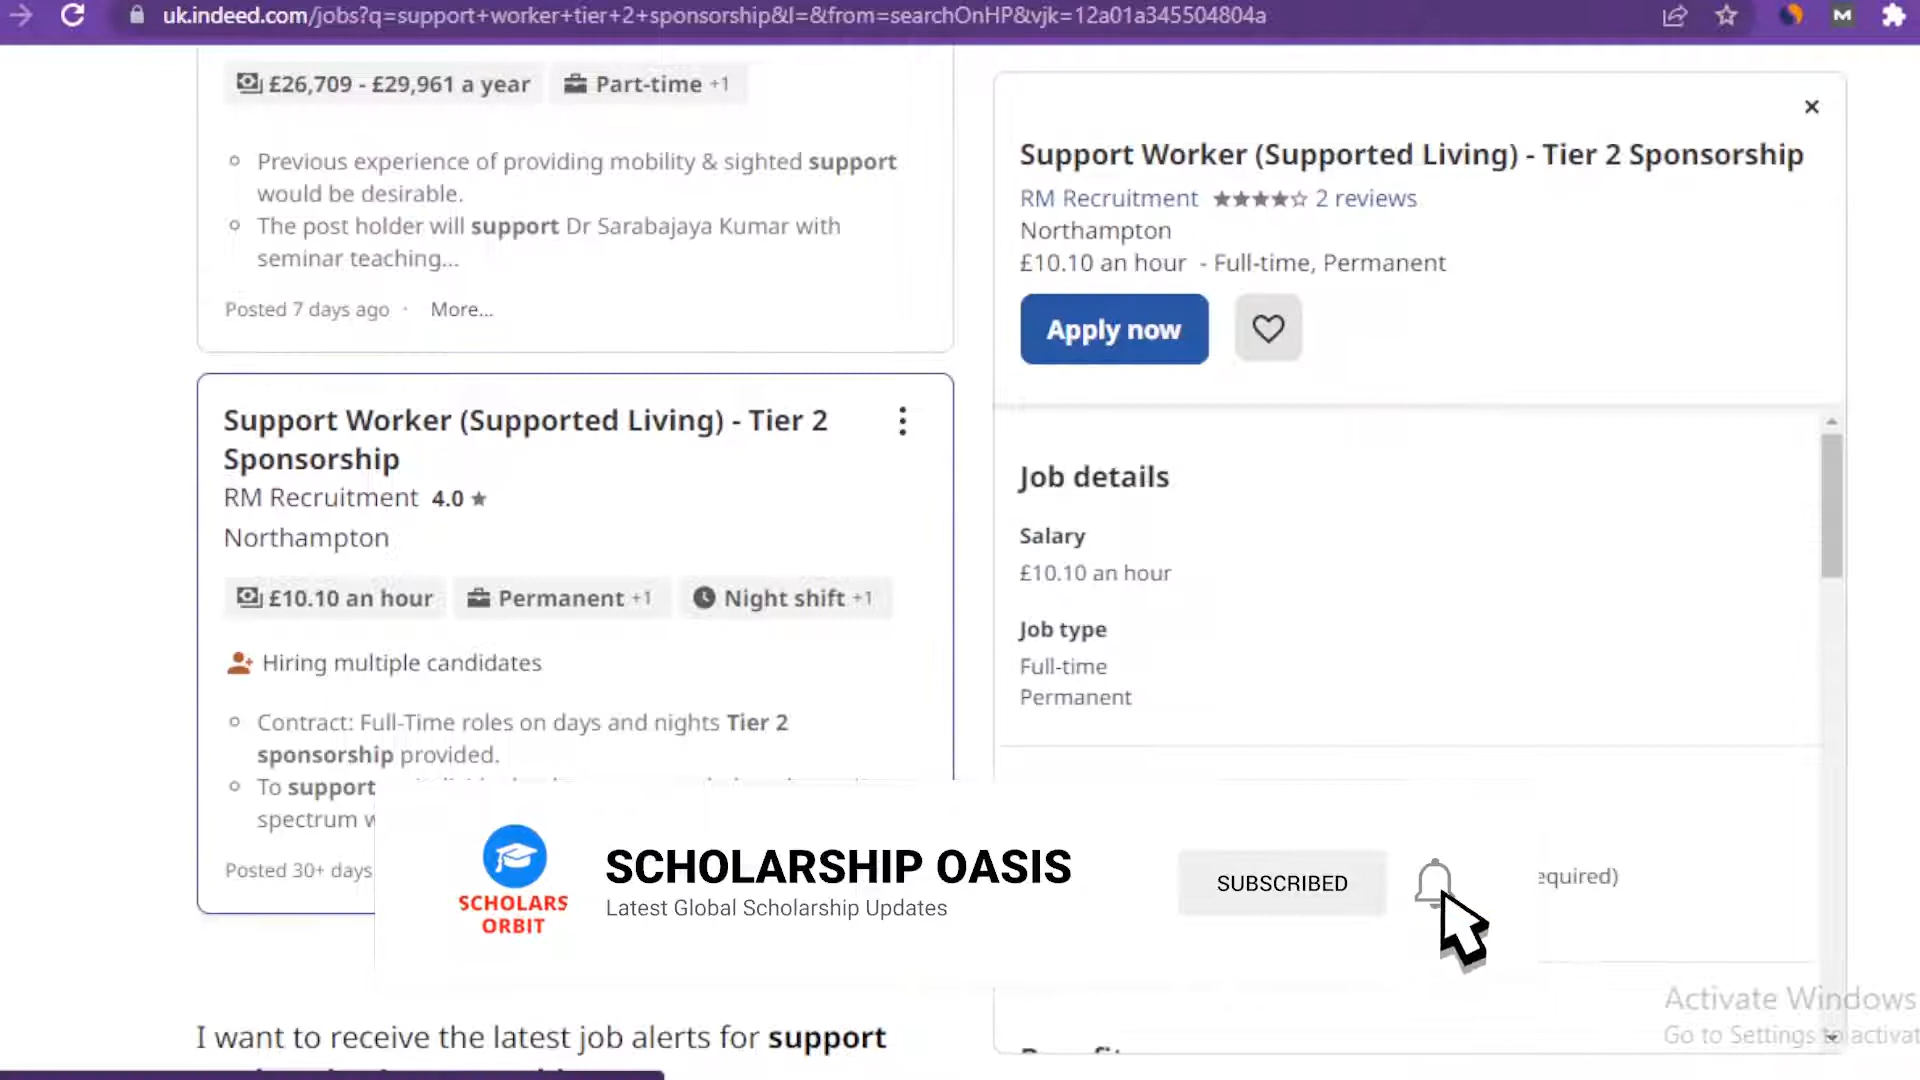 uk.indeed.com/jobs?q=support+worker+tier+2+sponsorship&l=&from=searchOnHP&vjk=12a01a345504804a
£26,709 - £29,961 a year
Part-time +1
Previous experience of providing mobility & sighted support
would be desirable.
The post holder will support Dr Sarabajaya Kumar with
seminar teaching...
Posted 7 days ago · More...
Support Worker (Supported Living) - Tier 2
Sponsorship
RM Recruitment 4.0
Northampton
£10.10 an hour
Permanent +1
Night shift +1
Hiring multiple candidates
Contract: Full-Time roles on days and nights Tier 2
sponsorship provided.
To support
spectrum
Posted 30+ days
I want to receive the latest job alerts for support
Support Worker (Supported Living) - Tier 2 Sponsorship
RM Recruitment 2 reviews
Northampton
£10.10 an hour - Full-time, Permanent
Apply now
Job details
Salary
£10.10 an hour
Job type
Full-time
Permanent
equired)
SCHOLARS
ORBIT
SCHOLARSHIP OASIS
Latest Global Scholarship Updates
SUBSCRIBED
Activate Windows
Go to Settings to activat